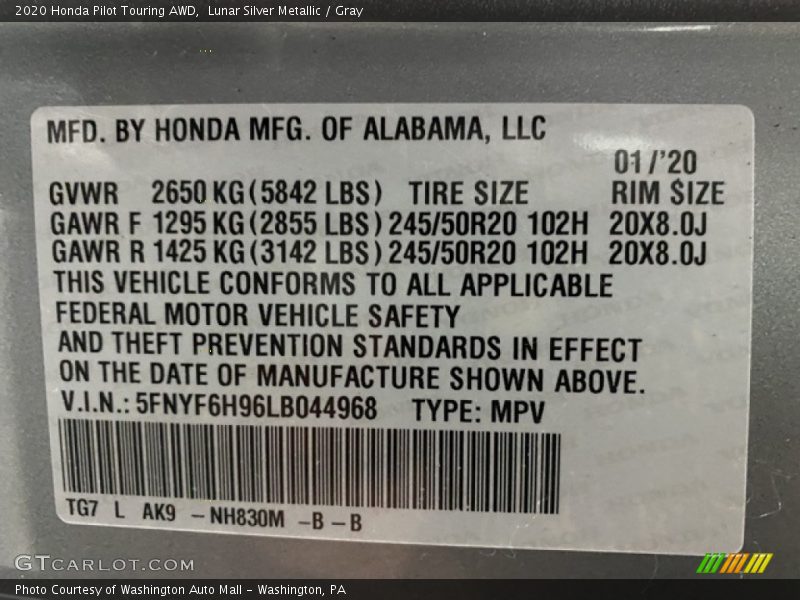 2020 Honda Pilot Touring AWD,  Lunar Silver Metallic / Gray
MFD. BY HONDA MFG. OF ALABAMA, LLC
01/'20
GVWR 2650 KG (5842 LBS) TIRE SIZE RIM SIZE
GAWR F 1295 KG (2855 LBS) 245/50R20 102H 20X8.0J
GAWR R 1425 KG (3142 LBS) 245/50R20 102H 20X8.0J
THIS VEHICLE CONFORMS TO ALL APPLICABLE
FEDERAL MOTOR VEHICLE SAFETY
AND THEFT PREVENTION STANDARDS IN EFFECT
ON THE DATE OF MANUFACTURE SHOWN ABOVE.
V.I.N.: 5FNYF6H96LB044968 TYPE: MPV
TG7 L AK9 -NH830M -B-B
GTCARLOT.COM
Photo Courtesy of Washington Auto Mall - Washington, PA